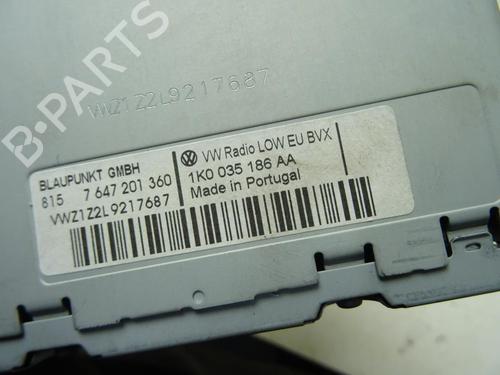 B-PARTS
VWZ1Z2L9217687
BLAUPUNKT GMBH
815 7 647 201 360
VWZ1Z2L9217687
VW Radio LOW EU BVX
1K0 035 186 AA
Made in Portugal